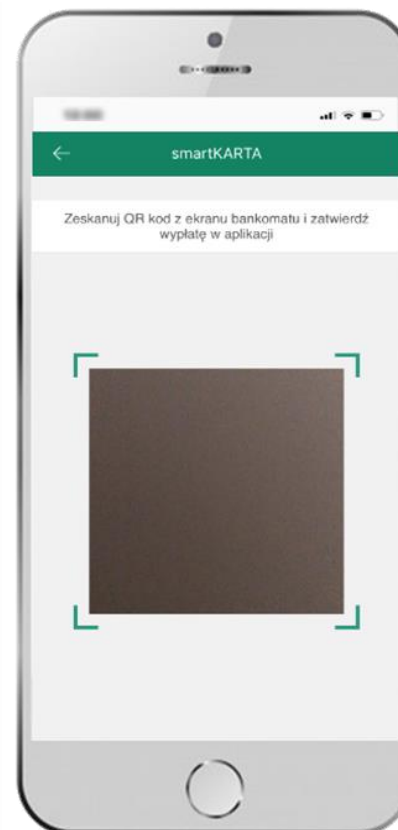 smartKARTA
Zeskanuj QR kod z ekranu bankomatu i zatwierdź
wypłatę w aplikacji